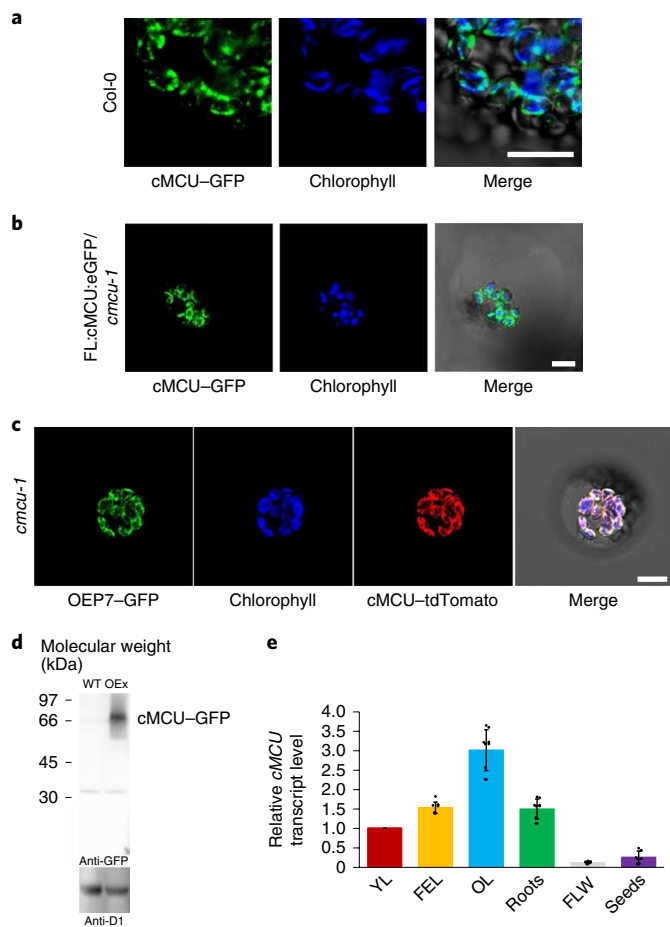 a
Col-0
cMCU–GFP Chlorophyll Merge
b
FL:cMCU:eGFP/
cmcu-1
cMCU–GFP Chlorophyll Merge
c
cmcu-1
OEP7–GFP Chlorophyll cMCU–tdTomato Merge
d
Molecular weight
(kDa)
WT OEx
97
66
45
30
cMCU–GFP
Anti-GFP
Anti-D1
e
Relative cMCU
transcript level
4.0
3.5
3.0
2.5
2.0
1.5
1.0
0.5
0
YL FEL OL Roots FLW Seeds